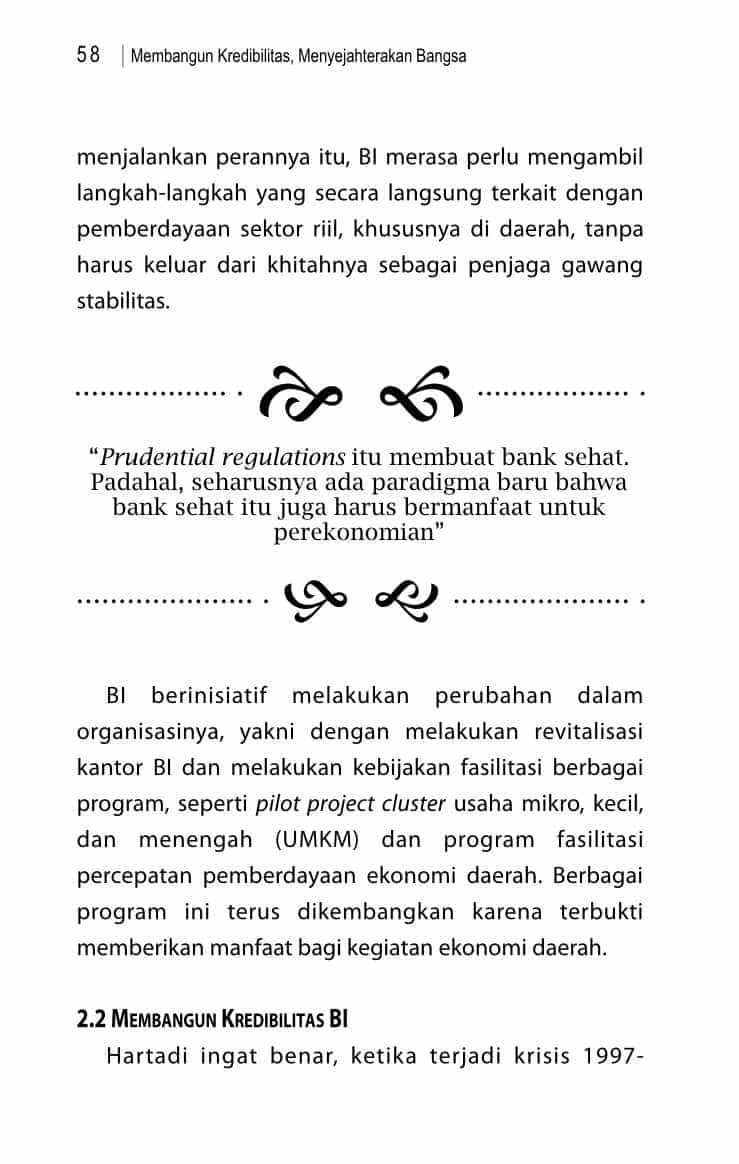 58 | Membangun Kredibilitas, Menyejahterakan Bangsa
menjalankan perannya itu, BI merasa perlu mengambil
langkah-langkah yang secara langsung terkait dengan
pemberdayaan sektor riil, khususnya di daerah, tanpa
harus keluar dari khitahnya sebagai penjaga gawang
stabilitas.
“Prudential regulations itu membuat bank sehat.
Padahal, seharusnya ada paradigma baru bahwa
bank sehat itu juga harus bermanfaat untuk
perekonomian”
BI berinisiatif melakukan perubahan dalam
organisasinya, yakni dengan melakukan revitalisasi
kantor BI dan melakukan kebijakan fasilitasi berbagai
program, seperti pilot project cluster usaha mikro, kecil,
dan menengah (UMKM) dan program fasilitasi
percepatan pemberdayaan ekonomi daerah. Berbagai
program ini terus dikembangkan karena terbukti
memberikan manfaat bagi kegiatan ekonomi daerah.
2.2 Membangun Kredibilitas BI
Hartadi ingat benar, ketika terjadi krisis 1997-